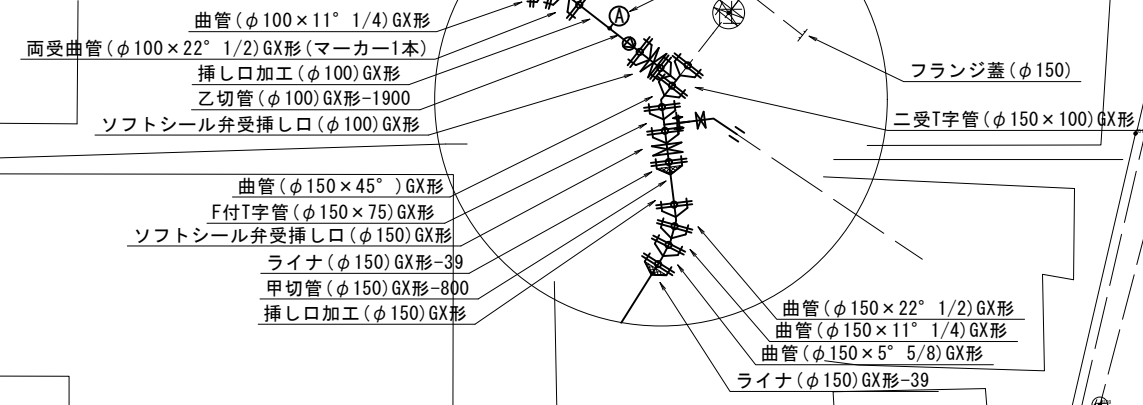 曲管(φ100×11° 1/4)GX形
両受曲管(φ100×22° 1/2)GX形(マーカー1本)
挿し口加工(φ100)GX形
乙切管(φ100)GX形-1900
ソフトシール弁受挿し口(φ100)GX形
A
フランジ蓋(φ150)
二受T字管(φ150×100)GX形
曲管(φ150×45° )GX形
F付T字管(φ150×75)GX形
ソフトシール弁受挿し口(φ150)GX形
ライナ(φ150)GX形-39
甲切管(φ150)GX形-800
挿し口加工(φ150)GX形
曲管(φ150×22° 1/2)GX形
曲管(φ150×11° 1/4)GX形
曲管(φ150×5° 5/8)GX形
ライナ(φ150)GX形-39